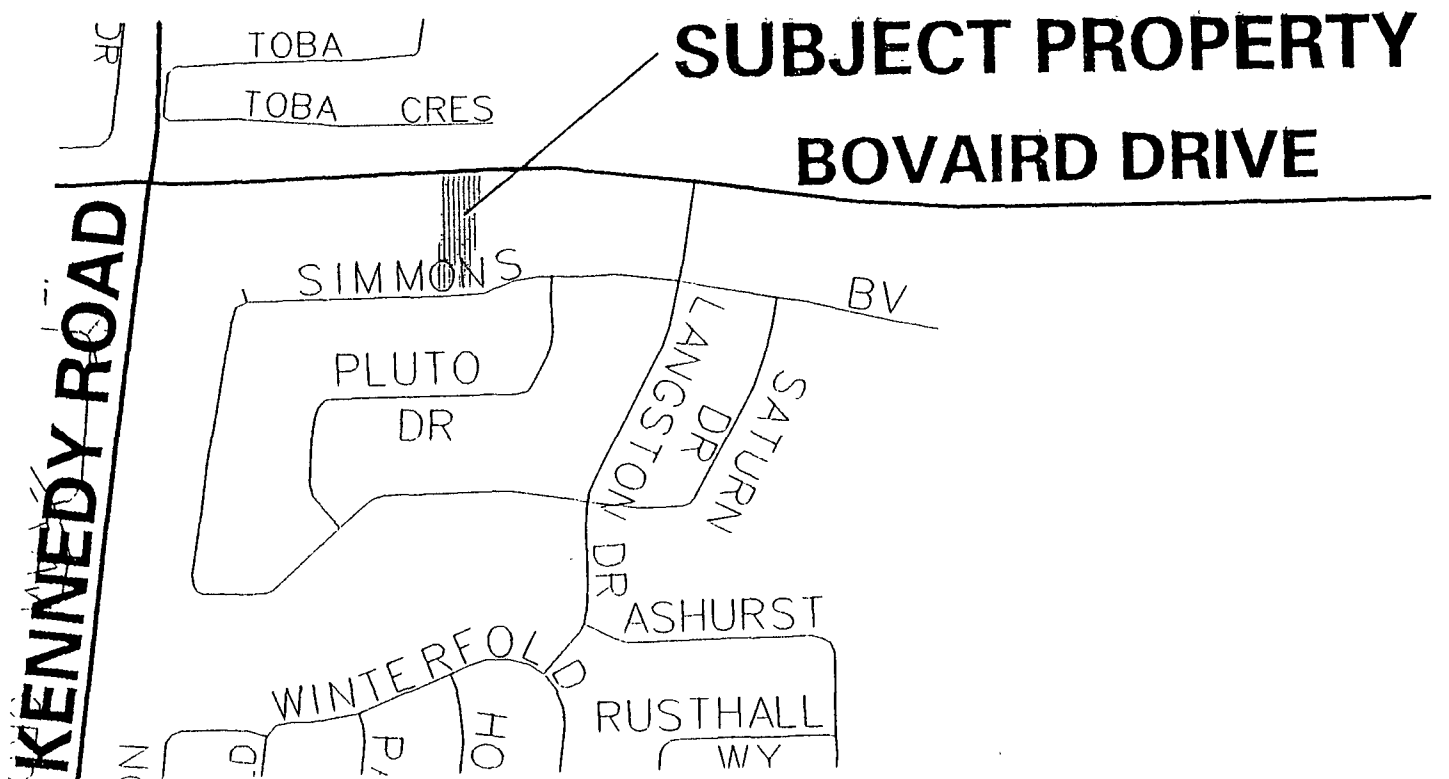 DR
TOBA
TOBA CRES
SUBJECT PROPERTY
BOVAIRD DRIVE
KENNEDY ROAD
SIMMONS
BV
PLUTO
DR
LANGSTON DR
SATURN
DR
ASHURST
WINTERFOLD
RUSTHALL
WY
HO